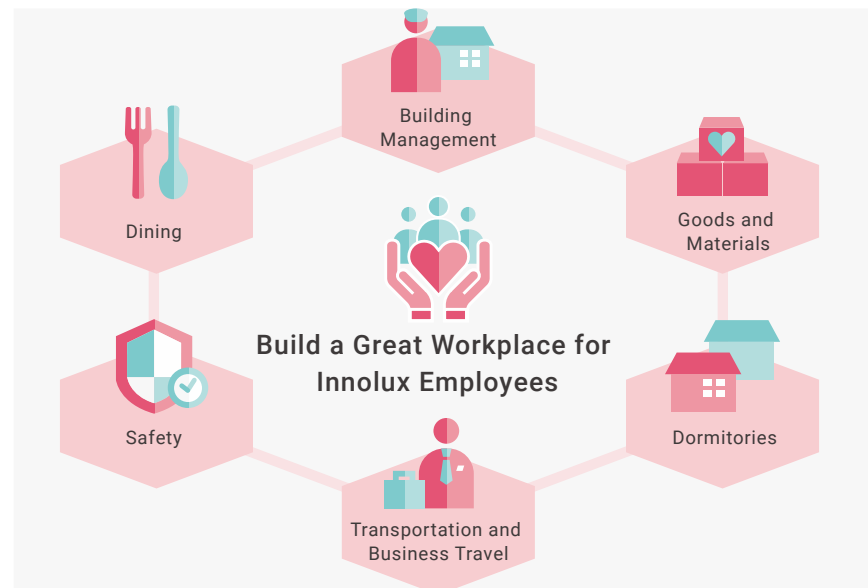 Building
Management
Dining
Goods and
Materials
Build a Great Workplace for
Innolux Employees
Safety
Dormitories
Transportation and
Business Travel